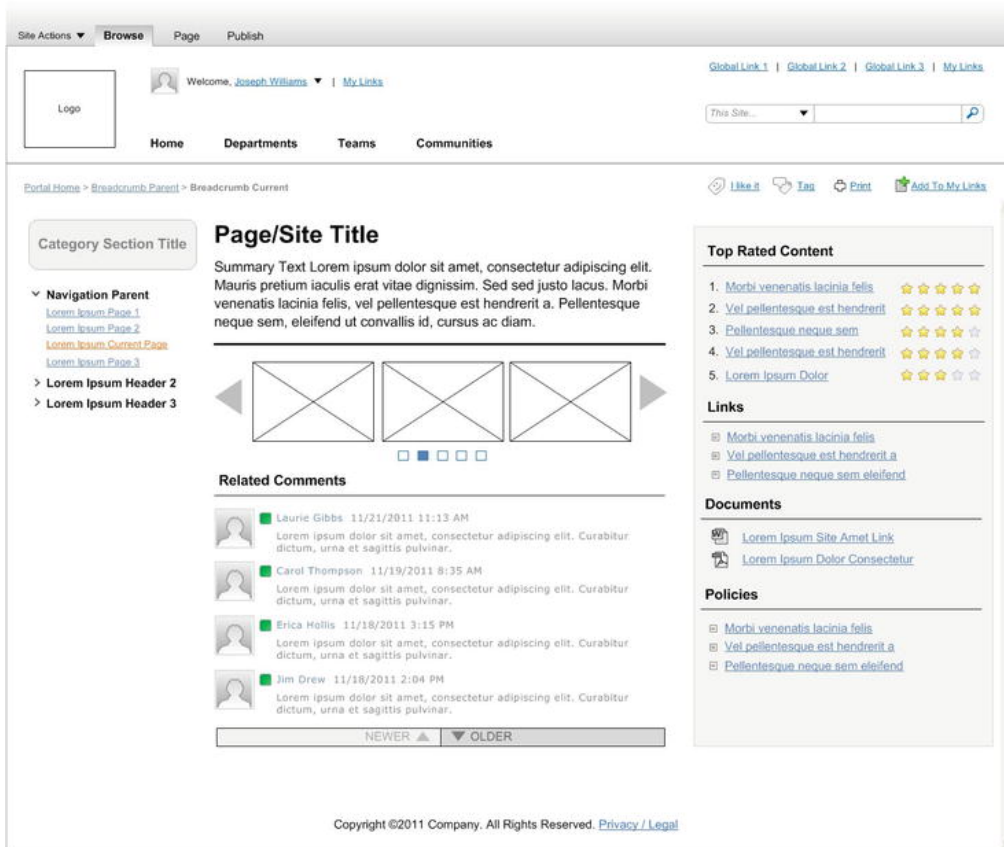 Site Actions Browse Page Publish
Logo
Welcome, Joseph Williams | My Links
Global Link 1 | Global Link 2 | Global Link 3 | My Links
This Site...
Home Departments Teams Communities
Portal Home > Breadcrumb Parent > Breadcrumb Current
I like it Tag Print Add To My Links
Category Section Title
Navigation Parent
Lorem Ipsum Page 1
Lorem Ipsum Page 2
Lorem Ipsum Current Page
Lorem Ipsum Page 3
Lorem Ipsum Header 2
Lorem Ipsum Header 3
Page/Site Title
Summary Text Lorem ipsum dolor sit amet, consectetur adipiscing elit.
Mauris pretium iaculis erat vitae dignissim. Sed sed justo lacus. Morbi
venenatis lacinia felis, vel pellentesque est hendrerit a. Pellentesque
neque sem, eleifend ut convallis id, cursus ac diam.
Related Comments
Laurie Gibbs 11/21/2011 11:13 AM
Lorem ipsum dolor sit amet, consectetur adipiscing elit. Curabitur
dictum, urna et sagittis pulvinar.
Carol Thompson 11/19/2011 8:35 AM
Lorem ipsum dolor sit amet, consectetur adipiscing elit. Curabitur
dictum, urna et sagittis pulvinar.
Erica Hollis 11/18/2011 3:15 PM
Lorem ipsum dolor sit amet, consectetur adipiscing elit. Curabitur
dictum, urna et sagittis pulvinar.
Jim Drew 11/18/2011 2:04 PM
Lorem ipsum dolor sit amet, consectetur adipiscing elit. Curabitur
dictum, urna et sagittis pulvinar.
NEWER OLDER
Top Rated Content
1. Morbi venenatis lacinia felis
2. Vel pellentesque est hendrerit
3. Pellentesque neque sem
4. Vel pellentesque est hendrerit
5. Lorem Ipsum Dolor
Links
Morbi venenatis lacinia felis
Vel pellentesque est hendrerit a
Pellentesque neque sem eleifend
Documents
Lorem Ipsum Site Amet Link
Lorem Ipsum Dolor Consectetur
Policies
Morbi venenatis lacinia felis
Vel pellentesque est hendrerit a
Pellentesque neque sem eleifend
Copyright ©2011 Company. All Rights Reserved. Privacy / Legal